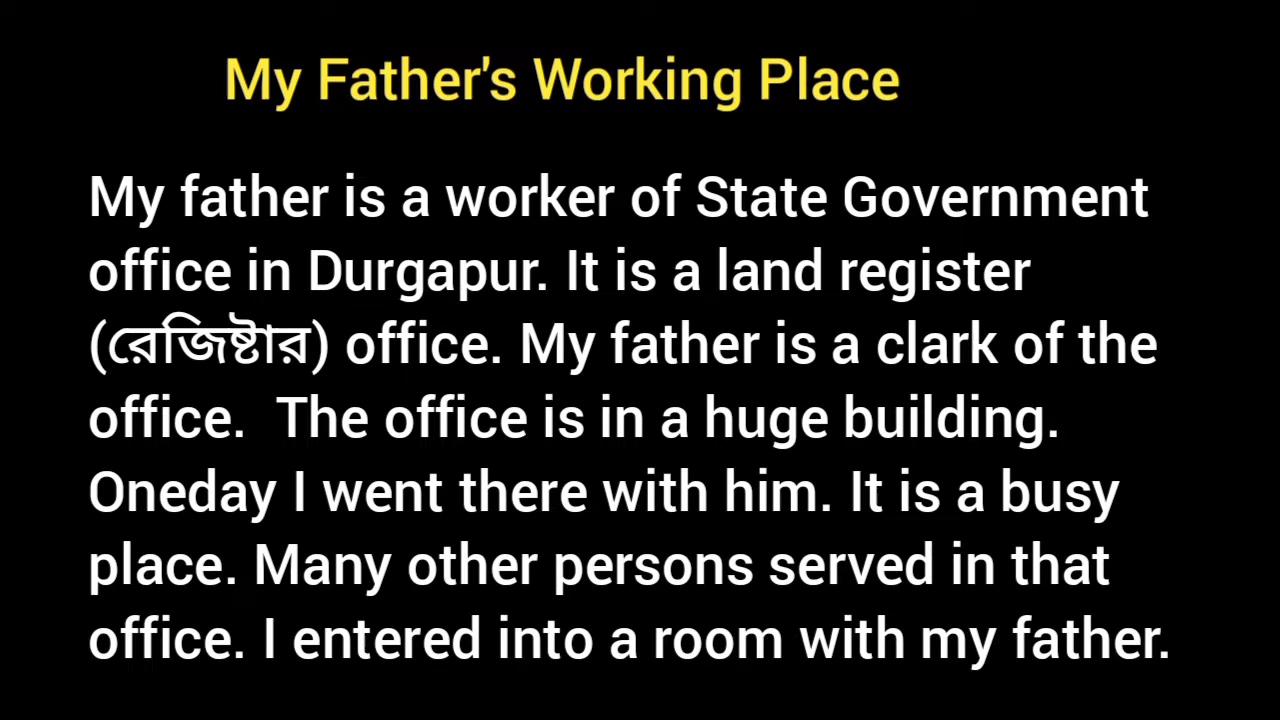 My Father's Working Place
My father is a worker of State Government
office in Durgapur. It is a land register
(রেজিষ্টার) office. My father is a clark of the
office.  The office is in a huge building.
Oneday I went there with him. It is a busy
place. Many other persons served in that
office. I entered into a room with my father.